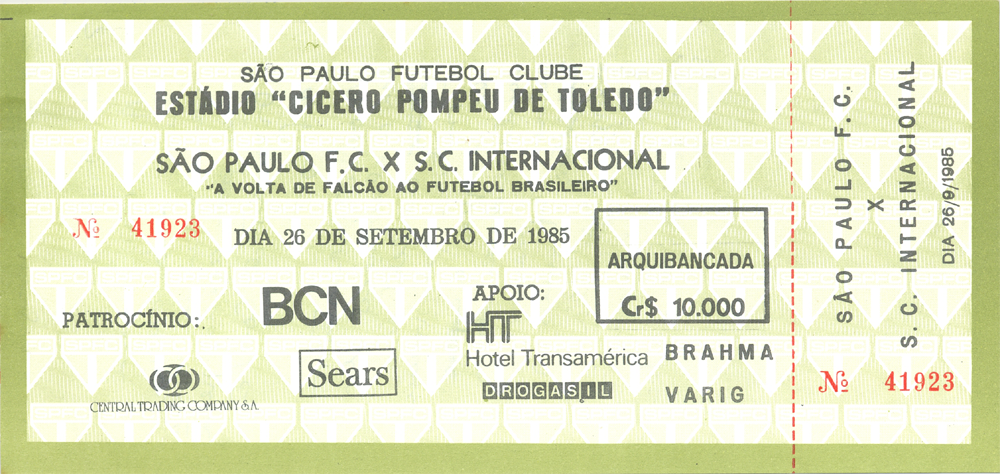 SÃO PAULO FUTEBOL CLUBE
ESTÁDIO “CICERO POMPEU DE TOLEDO”
SÃO PAULO F.C. X S.C. INTERNACIONAL
“A VOLTA DE FALCÃO AO FUTEBOL BRASILEIRO”
Nº 41923
DIA 26 DE SETEMBRO DE 1985
ARQUIBANCADA
Cr$ 10.000
PATROCÍNIO:
BCN
CENTRAL TRADING COMPANY S.A.
Sears
APOIO:
HT
Hotel Transamérica
DROGASIL
BRAHMA
VARIG
SÃO PAULO F.C.
X
S. C. INTERNACIONAL
DIA 26/9/1985
Nº 41923